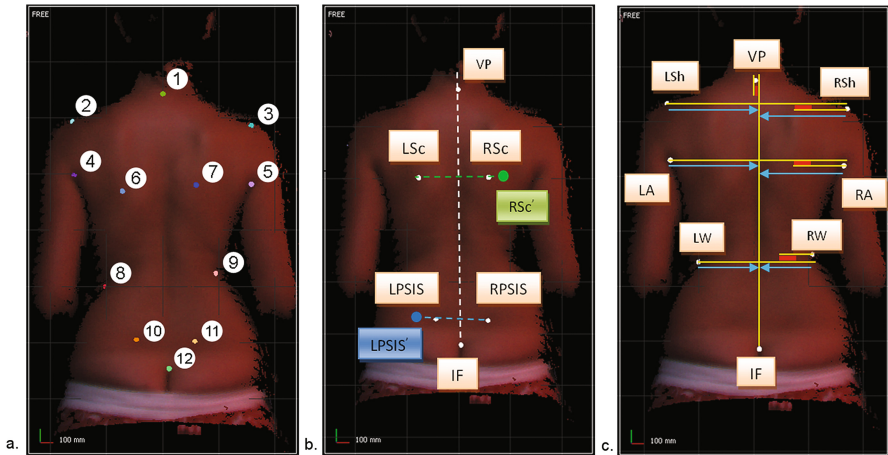 FREE
1
2
3
4
5
6
7
8
9
10
11
12
100 mm
a.
FREE
VP
LSc
RSc
RSc′
LPSIS
RPSIS
LPSIS′
IF
100 mm
b.
FREE
VP
LSh
RSh
LA
RA
LW
RW
IF
100 mm
c.